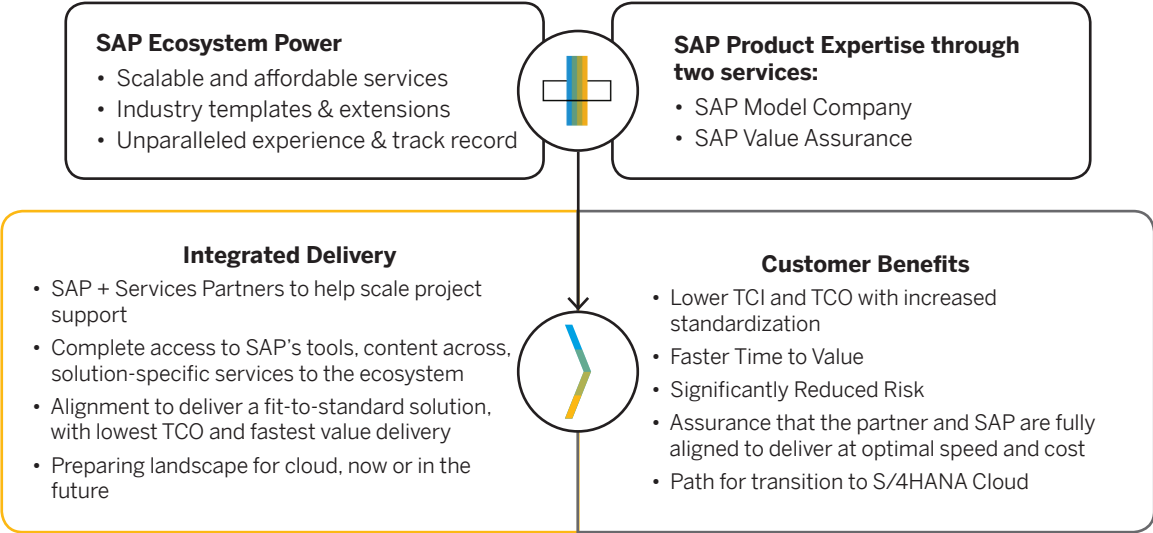 SAP Ecosystem Power
• Scalable and affordable services
• Industry templates & extensions
• Unparalleled experience & track record
SAP Product Expertise through
two services:
• SAP Model Company
• SAP Value Assurance
Integrated Delivery
• SAP + Services Partners to help scale project
support
• Complete access to SAP's tools, content across,
solution-specific services to the ecosystem
• Alignment to deliver a fit-to-standard solution,
with lowest TCO and fastest value delivery
• Preparing landscape for cloud, now or in the
future
Customer Benefits
• Lower TCI and TCO with increased
standardization
• Faster Time to Value
• Significantly Reduced Risk
• Assurance that the partner and SAP are fully
aligned to deliver at optimal speed and cost
• Path for transition to S/4HANA Cloud